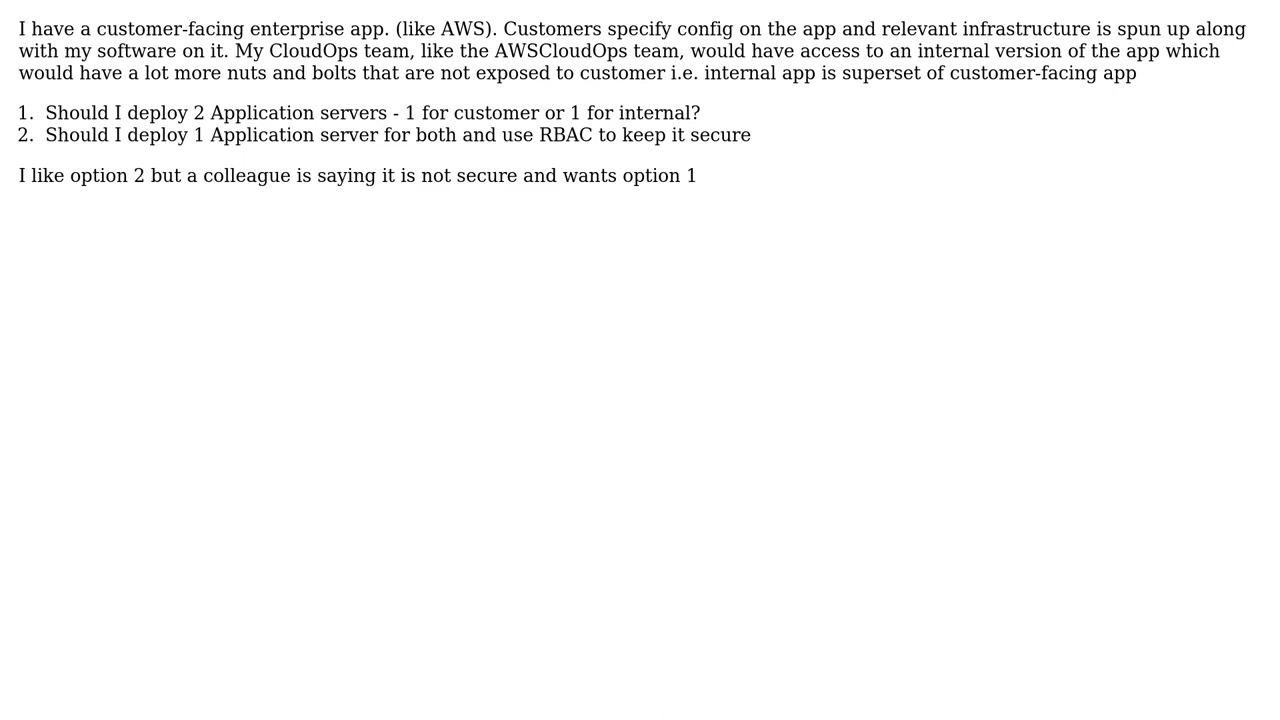 I have a customer-facing enterprise app. (like AWS). Customers specify config on the app and relevant infrastructure is spun up along
with my software on it. My CloudOps team, like the AWSCloudOps team, would have access to an internal version of the app which
would have a lot more nuts and bolts that are not exposed to customer i.e. internal app is superset of customer-facing app
1. Should I deploy 2 Application servers - 1 for customer or 1 for internal?
2. Should I deploy 1 Application server for both and use RBAC to keep it secure
I like option 2 but a colleague is saying it is not secure and wants option 1